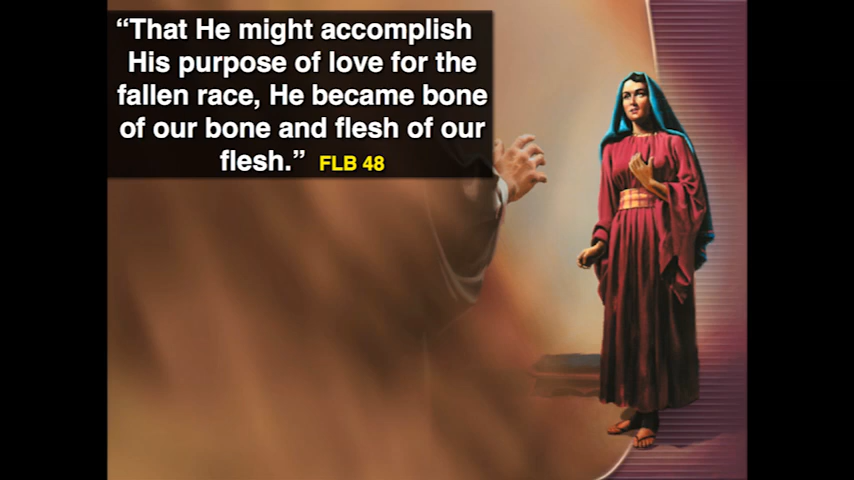 “That He might accomplish
His purpose of love for the
fallen race, He became bone
of our bone and flesh of our
flesh.” FLB 48